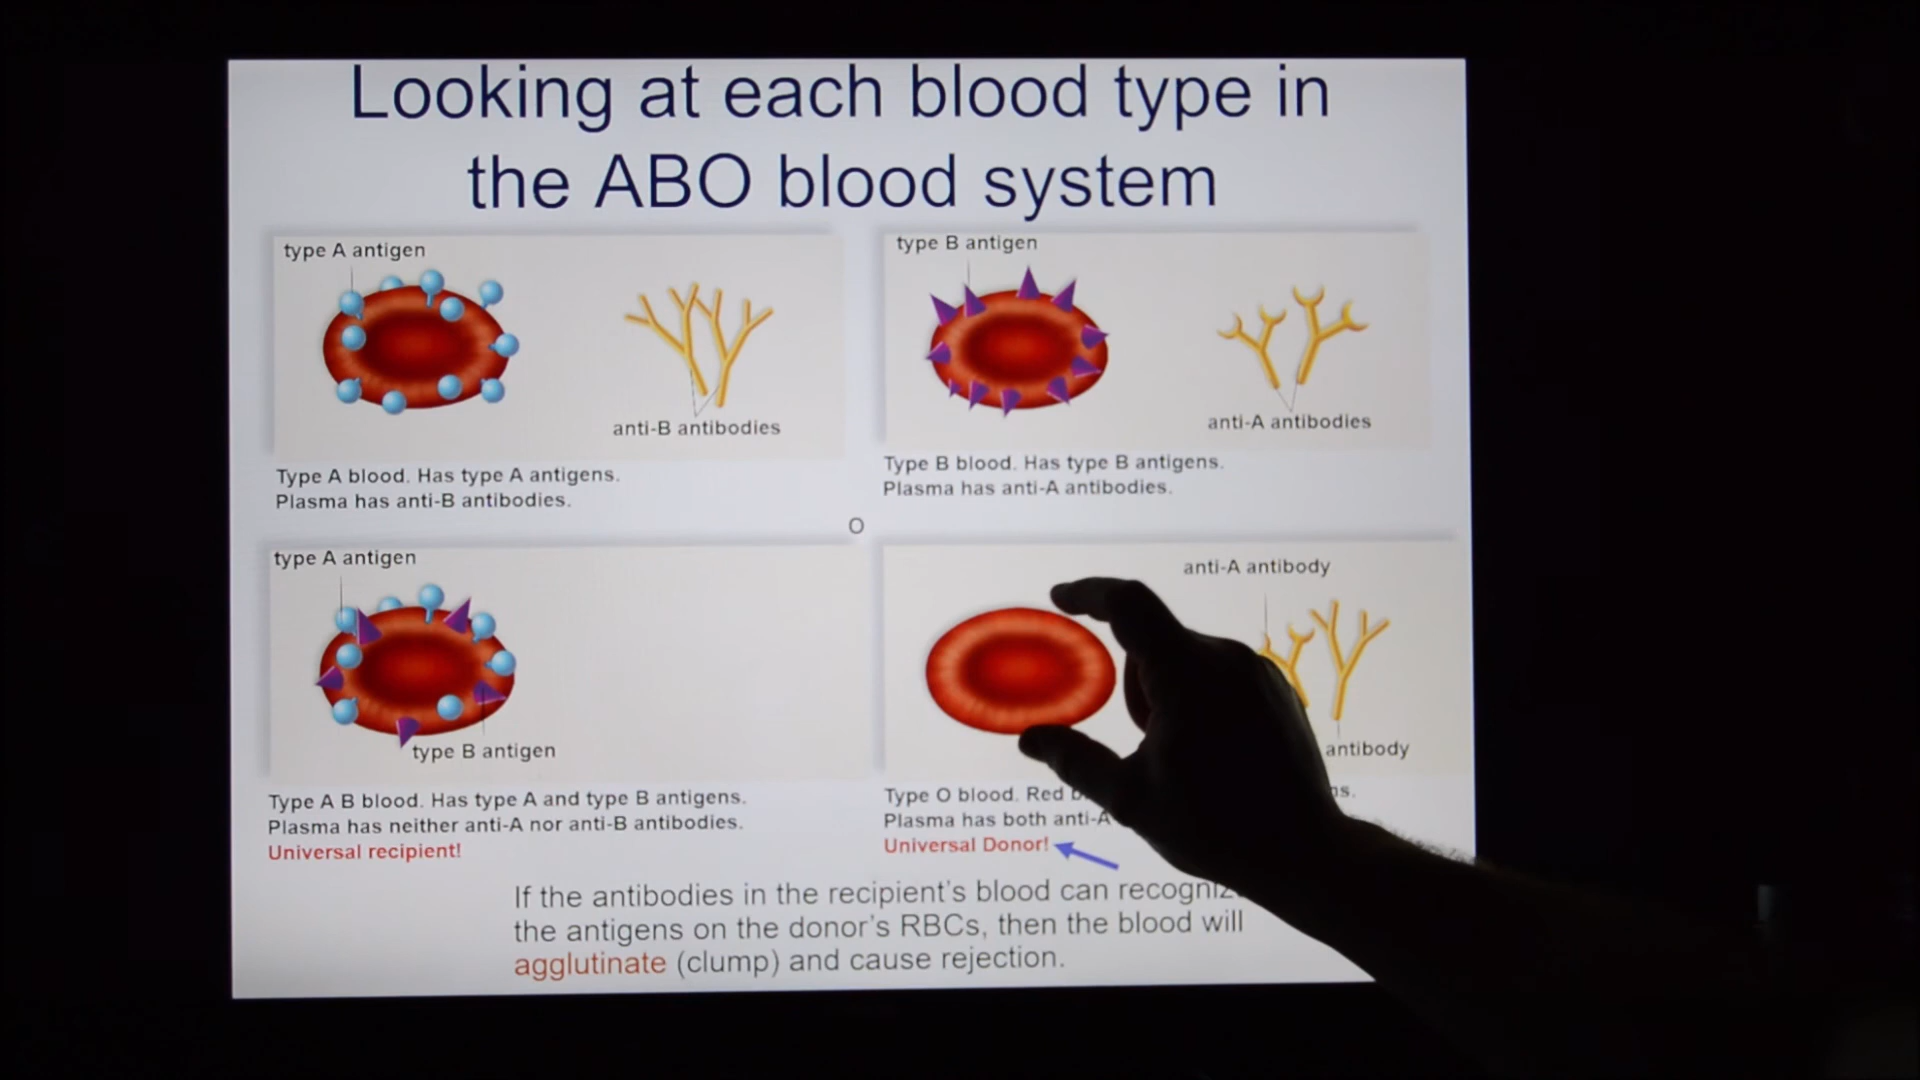 Looking at each blood type in
the ABO blood system
type A antigen
anti-B antibodies
Type A blood. Has type A antigens.
Plasma has anti-B antibodies.
type B antigen
anti-A antibodies
Type B blood. Has type B antigens.
Plasma has anti-A antibodies.
O
type A antigen
type B antigen
Type A B blood. Has type A and type B antigens.
Plasma has neither anti-A nor anti-B antibodies.
Universal recipient!
anti-A antibody
antibody
Type O blood. Red
Plasma has both anti-A
Universal Donor!
If the antibodies in the recipient's blood can
the antigens on the donor's RBCs, then the blood will
agglutinate (clump) and cause rejection.